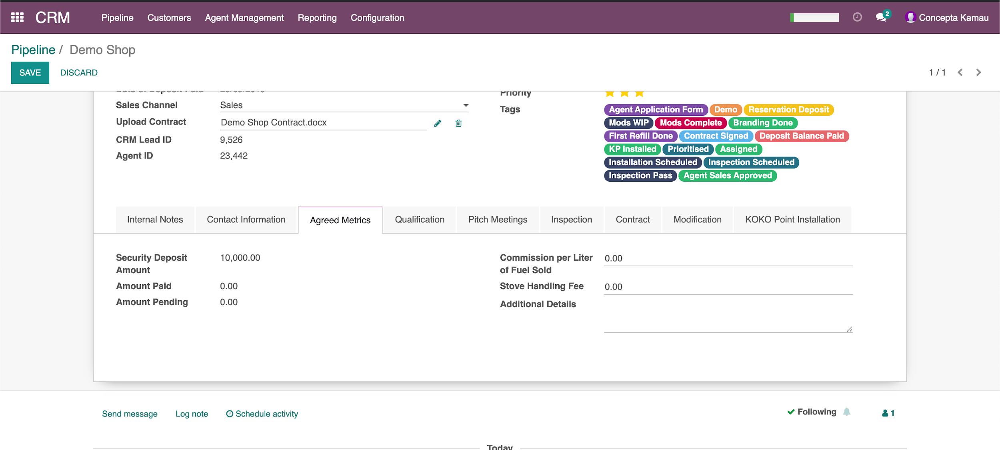 CRM Pipeline Customers Agent Management Reporting Configuration 2 Concepta Kamau
Pipeline / Demo Shop
SAVE DISCARD 1 / 1
Priority
Sales Channel Sales
Tags
Agent Application Form Demo Reservation Deposit
Upload Contract Demo Shop Contract.docx
Mods WIP Mods Complete Branding Done
CRM Lead ID 9,526
First Refill Done Contract Signed Deposit Balance Paid
Agent ID 23,442
KP Installed Prioritised Assigned
Installation Scheduled Inspection Scheduled
Inspection Pass Agent Sales Approved
Internal Notes Contact Information Agreed Metrics Qualification Pitch Meetings Inspection Contract Modification KOKO Point Installation
Security Deposit Amount 10,000.00
Amount Paid 0.00
Amount Pending 0.00
Commission per Liter of Fuel Sold 0.00
Stove Handling Fee 0.00
Additional Details
Send message Log note Schedule activity Following 1
Today